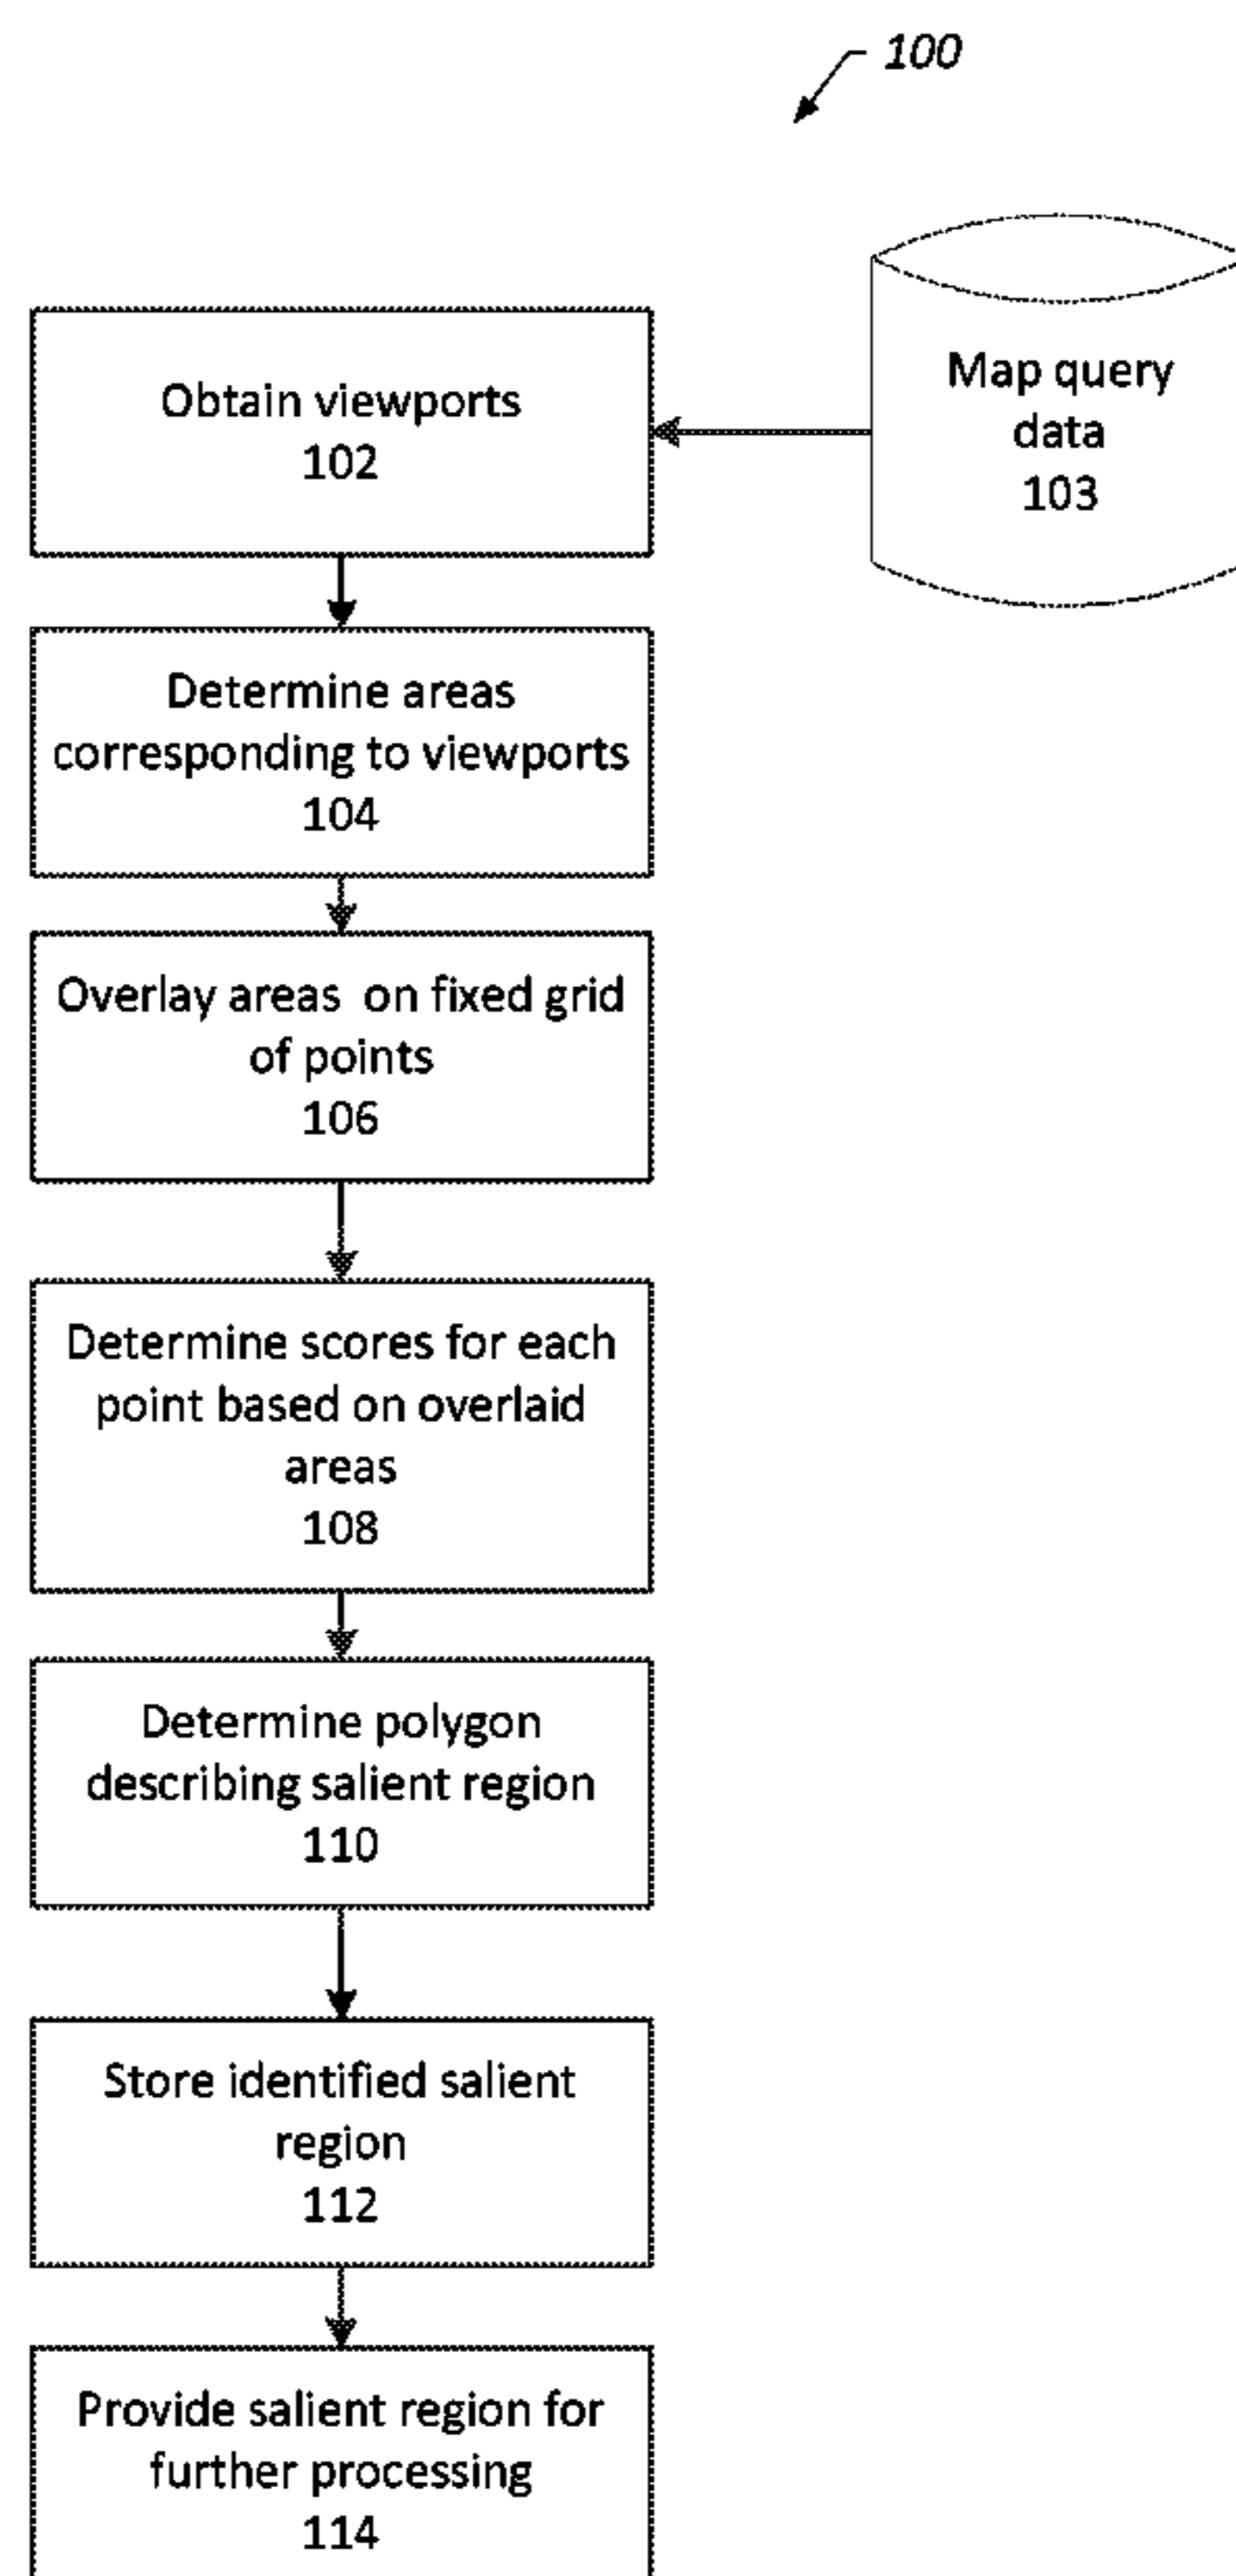 100
Map query
data
103
Obtain viewports
102
Determine areas
corresponding to viewports
104
Overlay areas on fixed grid
of points
106
Determine scores for each
point based on overlaid
areas
108
Determine polygon
describing salient region
110
Store identified salient
region
112
Provide salient region for
further processing
114